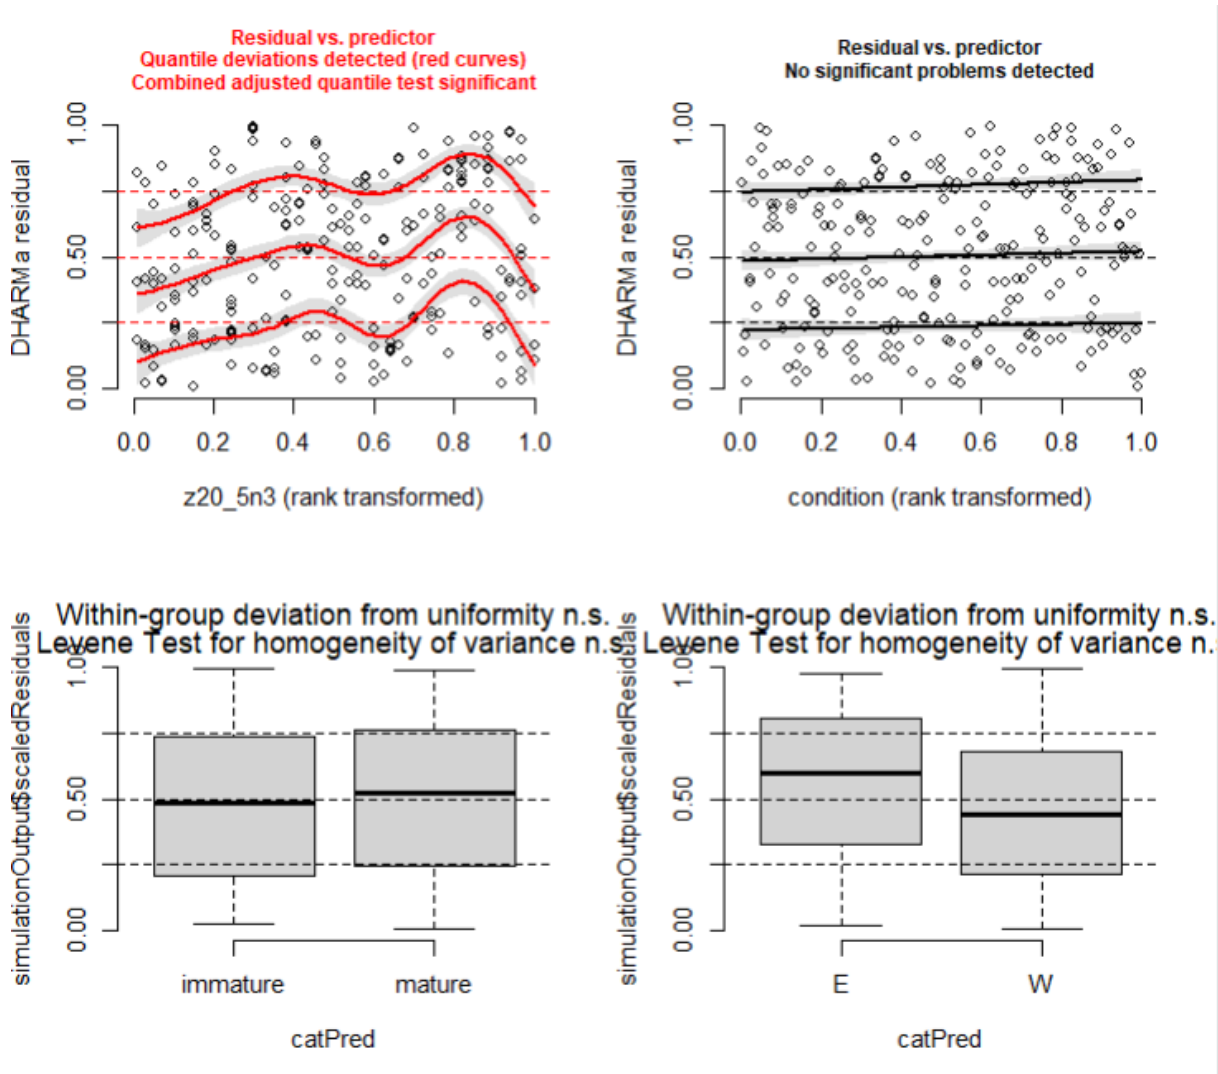 Residual vs. predictor
Quantile deviations detected (red curves)
Combined adjusted quantile test significant
DHARMa residual
1.00
0.50
0.00
0.0 0.2 0.4 0.6 0.8 1.0
z20_5n3 (rank transformed)
Residual vs. predictor
No significant problems detected
DHARMa residual
1.00
0.50
0.00
0.0 0.2 0.4 0.6 0.8 1.0
condition (rank transformed)
Within-group deviation from uniformity n.s.
Levene Test for homogeneity of variance n.s.
simulationOutput$scaledResiduals
1.00
0.50
0.00
immature mature
catPred
Within-group deviation from uniformity n.s.
Levene Test for homogeneity of variance n.
simulationOutput$scaledResiduals
1.00
0.50
0.00
E W
catPred